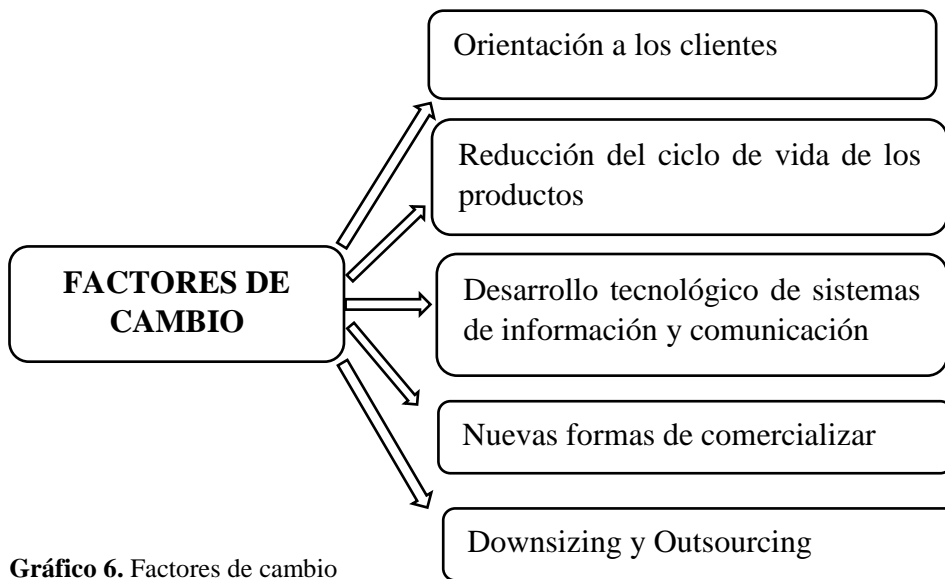 Orientación a los clientes
Reducción del ciclo de vida de los
productos
FACTORES DE
CAMBIO
Desarrollo tecnológico de sistemas
de información y comunicación
Nuevas formas de comercializar
Downsizing y Outsourcing
Gráfico 6. Factores de cambio